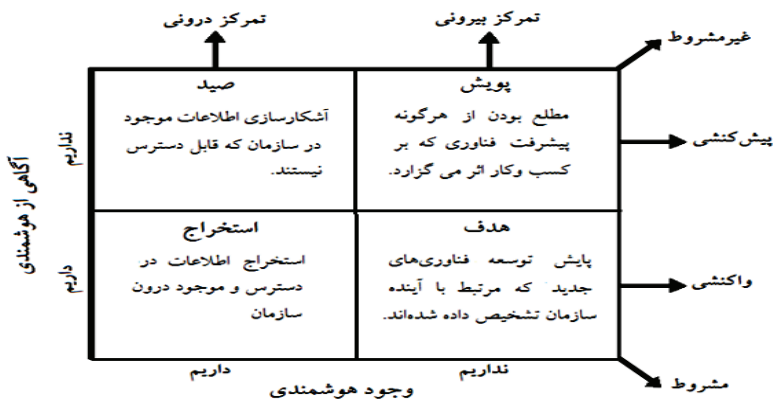 تمرکز بیرونی
تمرکز درونی
غیرمشروط
پویش
مطلع بودن از هرگونه
پیشرفت فناوری که بر
کسب وکار اثر می گزارد.
صید
آشکارسازی اطلاعات موجود
در سازمان که قابل دسترس
نیستند.
پیش‌کنشی
نداریم
آگاهی از هوشمندی
هدف
پایش توسعه فناوری‌های
جدید که مرتبط با آینده
سازمان تشخیص داده شده‌اند.
استخراج
استخراج اطلاعات در
دسترس و موجود درون
سازمان
واکنشی
داریم
نداریم
داریم
مشروط
وجود هوشمندی